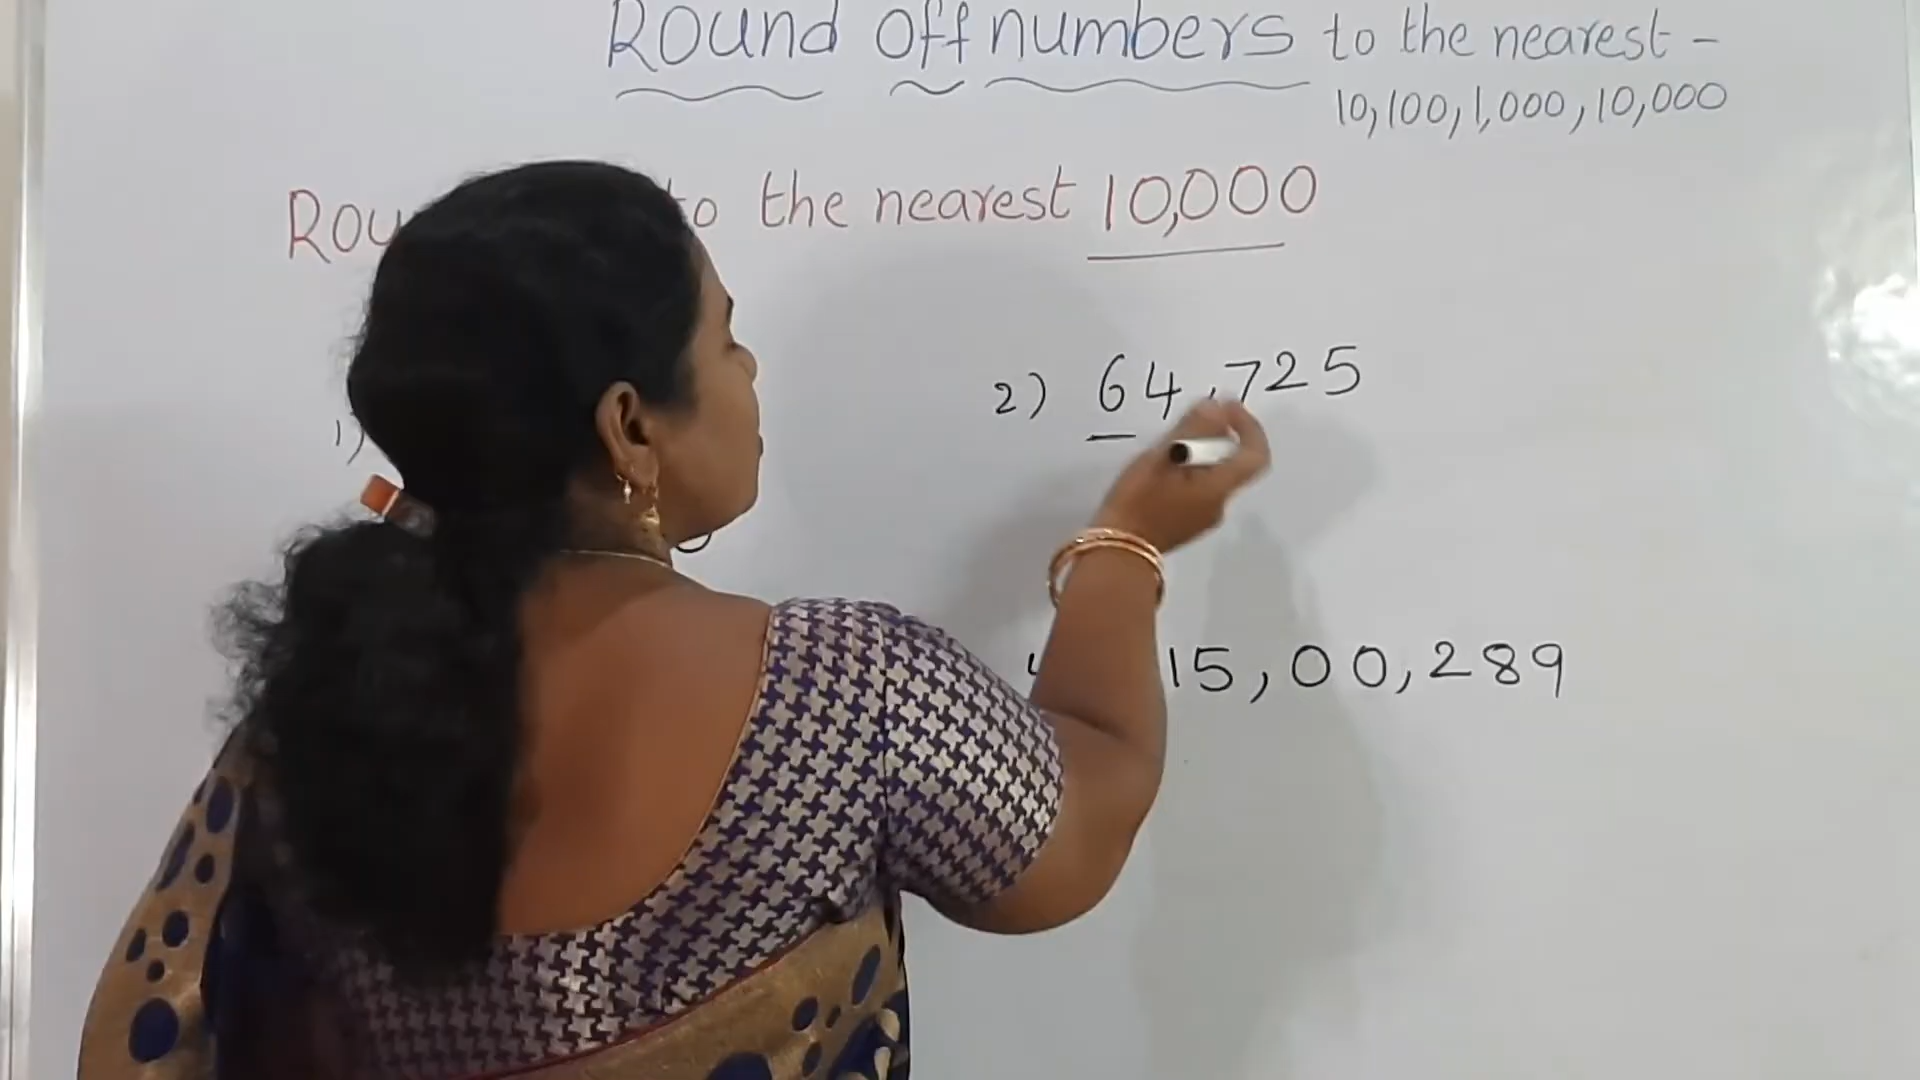 Round off numbers to the nearest -
10,100,1,000,10,000
to the nearest 10,000
1)
2) 64,725
15,00,289